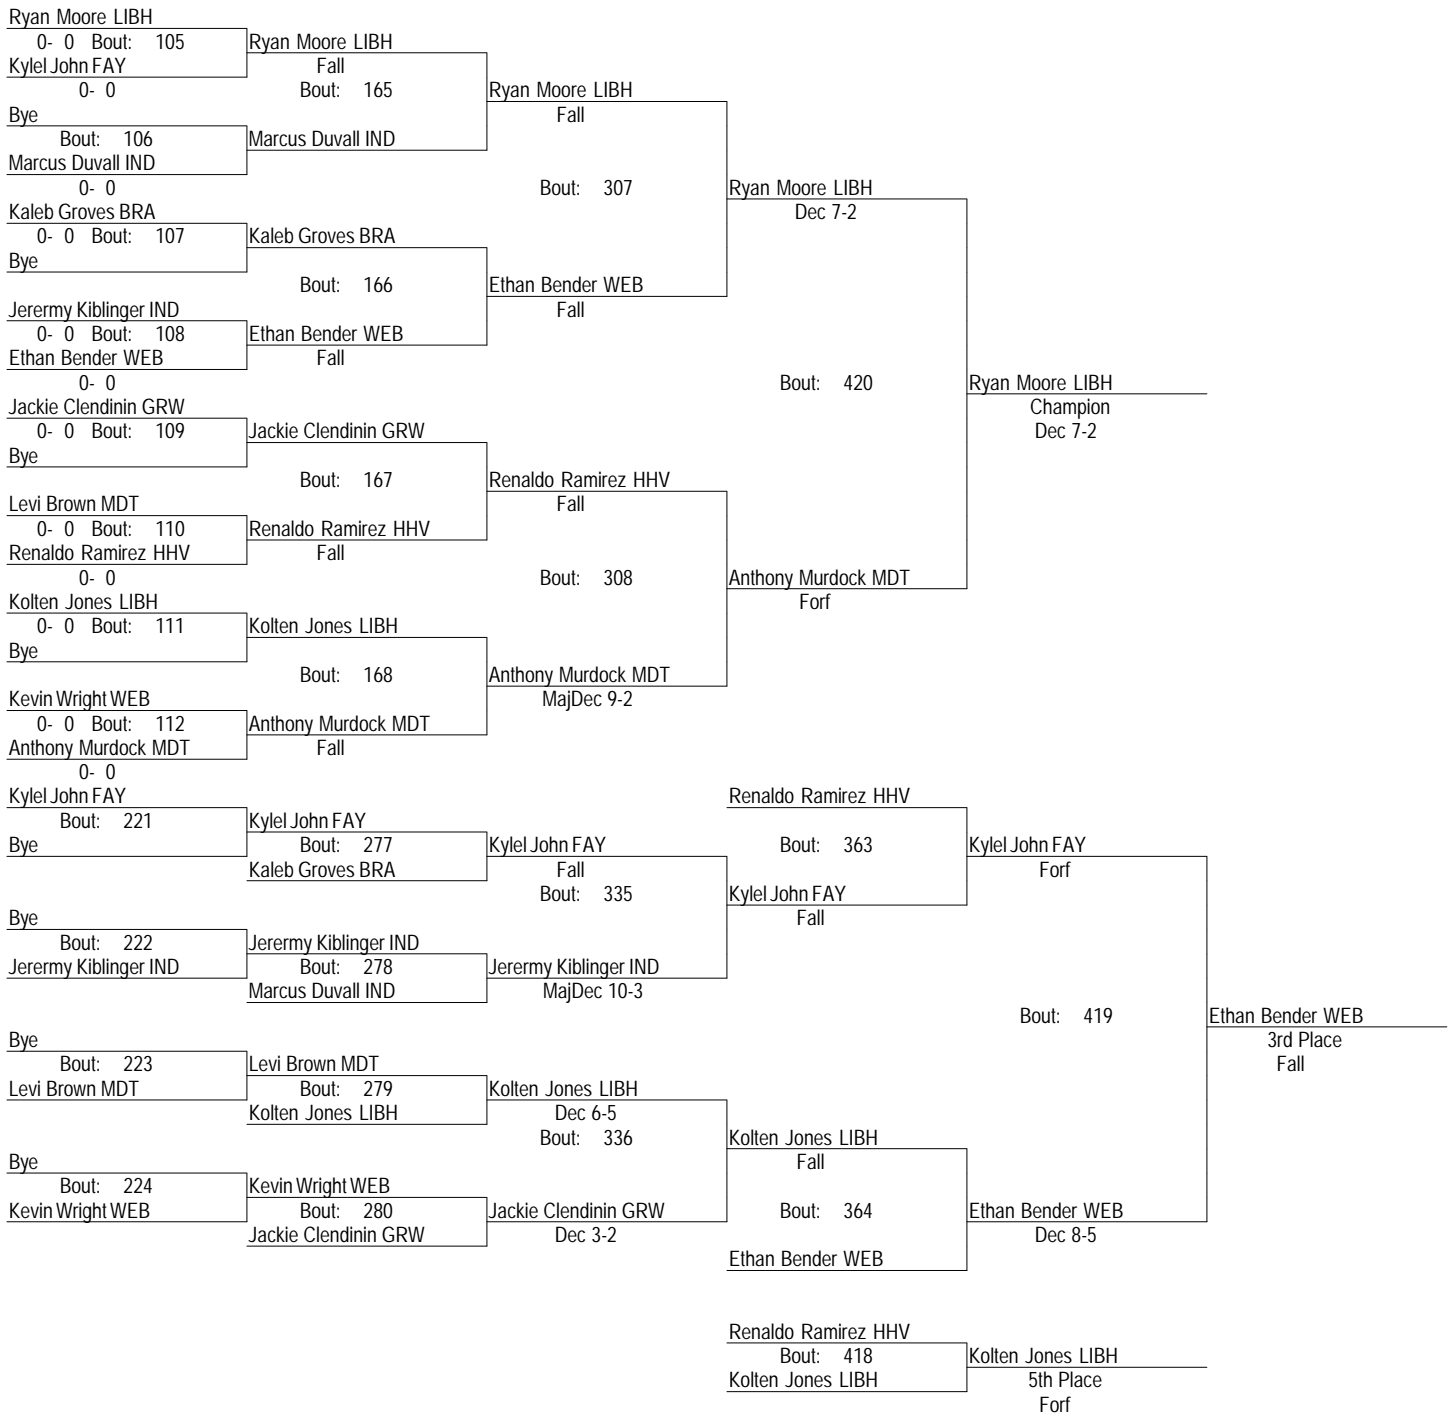 Ryan Moore LIBH
0- 0 Bout: 105
Ryan Moore LIBH
Kylel John FAY
Fall
0- 0
Bout: 165
Ryan Moore LIBH
Bye
Fall
Bout: 106
Marcus Duvall IND
Marcus Duvall IND
0- 0
Bout: 307
Ryan Moore LIBH
Kaleb Groves BRA
Dec 7-2
0- 0 Bout: 107
Kaleb Groves BRA
Bye
Bout: 166
Ethan Bender WEB
Jerermy Kiblinger IND
Fall
0- 0 Bout: 108
Ethan Bender WEB
Ethan Bender WEB
Fall
0- 0
Bout: 420
Ryan Moore LIBH
Jackie Clendinin GRW
Champion
0- 0 Bout: 109
Jackie Clendinin GRW
Dec 7-2
Bye
Bout: 167
Renaldo Ramirez HHV
Levi Brown MDT
Fall
0- 0 Bout: 110
Renaldo Ramirez HHV
Renaldo Ramirez HHV
Fall
0- 0
Bout: 308
Anthony Murdock MDT
Kolten Jones LIBH
Forf
0- 0 Bout: 111
Kolten Jones LIBH
Bye
Bout: 168
Anthony Murdock MDT
Kevin Wright WEB
MajDec 9-2
0- 0 Bout: 112
Anthony Murdock MDT
Anthony Murdock MDT
Fall
0- 0
Kylel John FAY
Renaldo Ramirez HHV
Bout: 221
Kylel John FAY
Bye
Bout: 277
Kylel John FAY
Bout: 363
Kylel John FAY
Kaleb Groves BRA
Fall
Forf
Bout: 335
Kylel John FAY
Bye
Fall
Bout: 222
Jerermy Kiblinger IND
Jerermy Kiblinger IND
Bout: 278
Jerermy Kiblinger IND
Marcus Duvall IND
MajDec 10-3
Bout: 419
Ethan Bender WEB
Bye
3rd Place
Bout: 223
Levi Brown MDT
Fall
Levi Brown MDT
Bout: 279
Kolten Jones LIBH
Kolten Jones LIBH
Dec 6-5
Bout: 336
Kolten Jones LIBH
Bye
Fall
Bout: 224
Kevin Wright WEB
Kevin Wright WEB
Bout: 280
Jackie Clendinin GRW
Bout: 364
Ethan Bender WEB
Jackie Clendinin GRW
Dec 3-2
Dec 8-5
Ethan Bender WEB
Renaldo Ramirez HHV
Bout: 418
Kolten Jones LIBH
Kolten Jones LIBH
5th Place
Forf